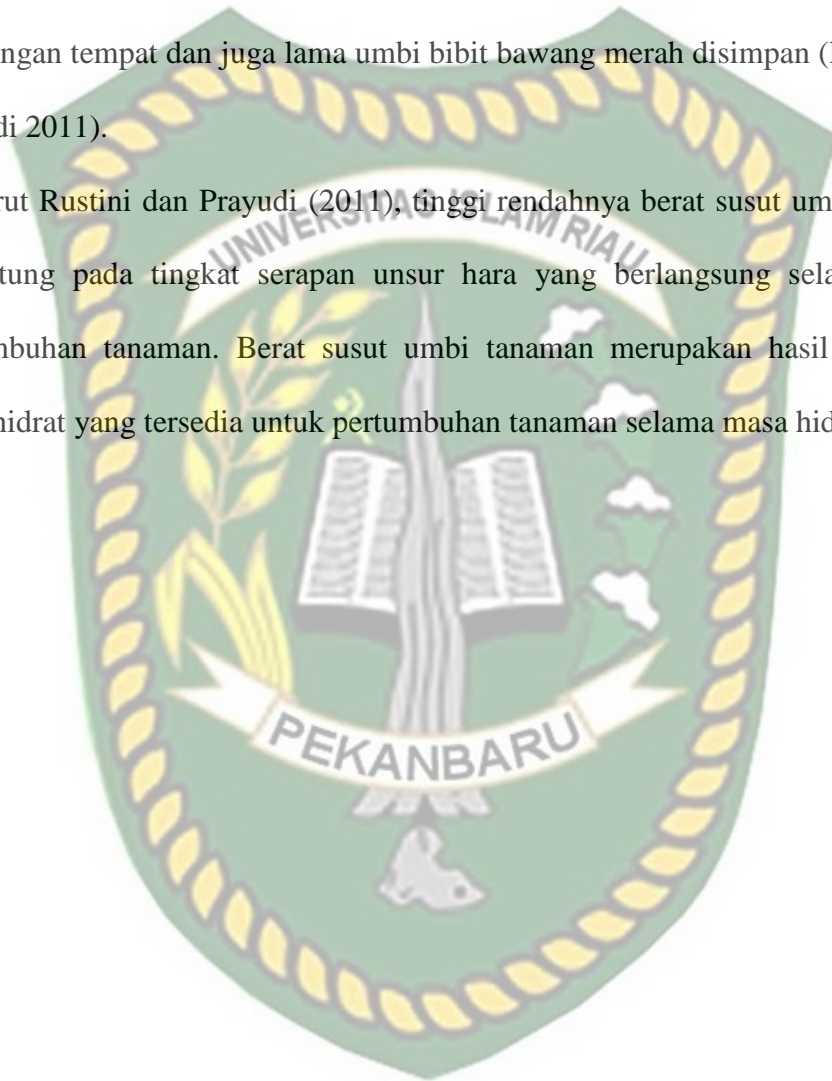 ngan tempat dan juga lama umbi bibit bawang merah disimpan (
di 2011).
rut Rustini dan Prayudi (2011), tinggi rendahnya berat susut um
tung pada tingkat serapan unsur hara yang berlangsung sela
mbuhan tanaman. Berat susut umbi tanaman merupakan hasil
hidrat yang tersedia untuk pertumbuhan tanaman selama masa hid
UNIVERSITAS ISLAM RIAU
PEKANBARU